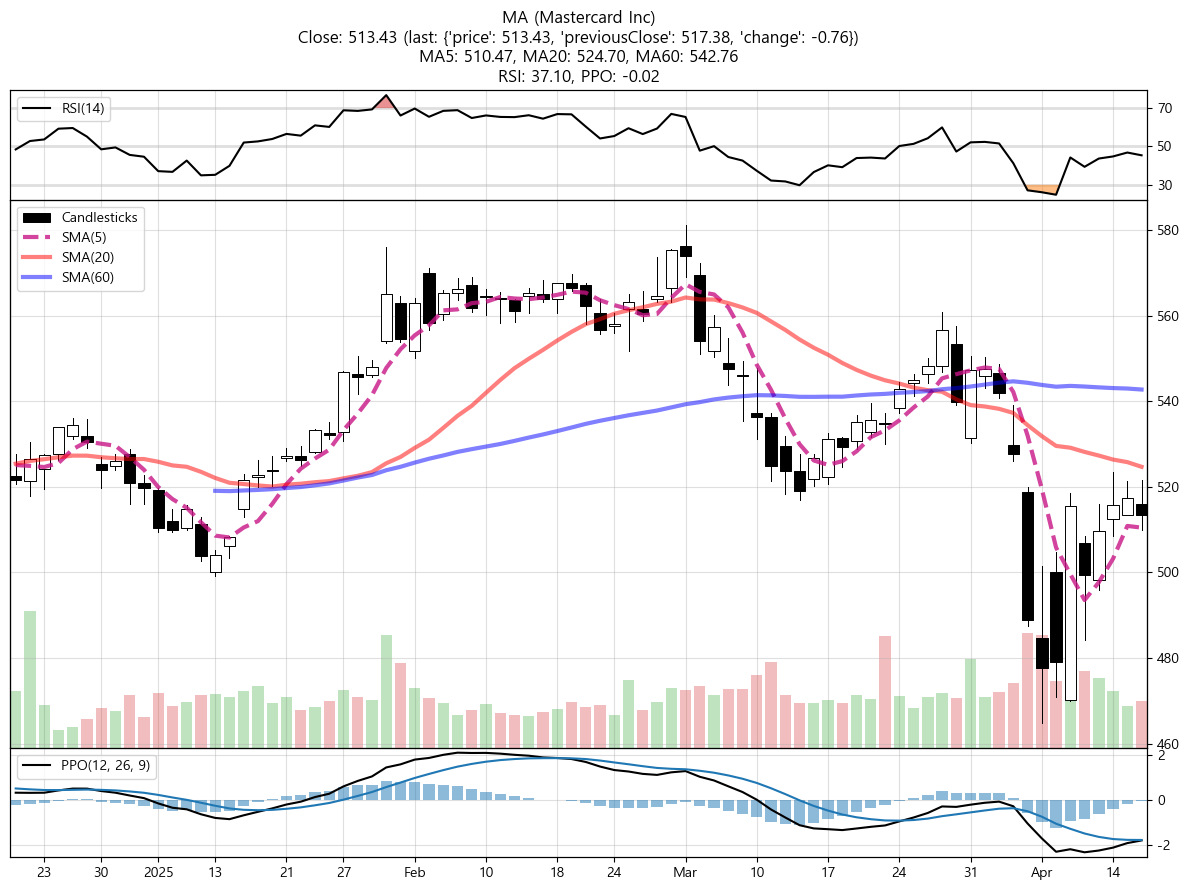 MA (Mastercard Inc)
Close: 513.43 (last: {'price': 513.43, 'previousClose': 517.38, 'change': -0.76})
MA5: 510.47, MA20: 524.70, MA60: 542.76
RSI: 37.10, PPO: -0.02
RSI(14)
70
50
30
Candlesticks
SMA(5)
SMA(20)
SMA(60)
580
560
540
520
500
480
460
PPO(12, 26, 9)
2
0
-2
23 30 2025 13 21 27 Feb 10 18 24 Mar 10 17 24 31 Apr 14